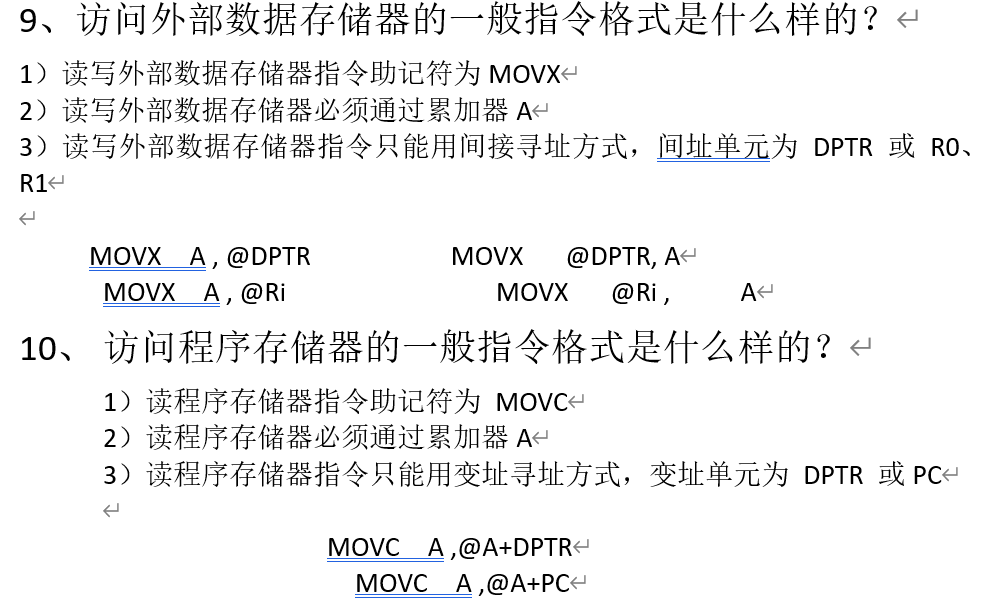 9、访问外部数据存储器的一般指令格式是什么样的？
1）读写外部数据存储器指令助记符为 MOVX
2）读写外部数据存储器必须通过累加器 A
3）读写外部数据存储器指令只能用间接寻址方式，间址单元为 DPTR 或 R0、
R1
MOVX A , @DPTR MOVX @DPTR, A
MOVX A , @Ri MOVX @Ri , A
10、 访问程序存储器的一般指令格式是什么样的？
1）读程序存储器指令助记符为 MOVC
2）读程序存储器必须通过累加器 A
3）读程序存储器指令只能用变址寻址方式，变址单元为 DPTR 或 PC
MOVC A ,@A+DPTR
MOVC A ,@A+PC